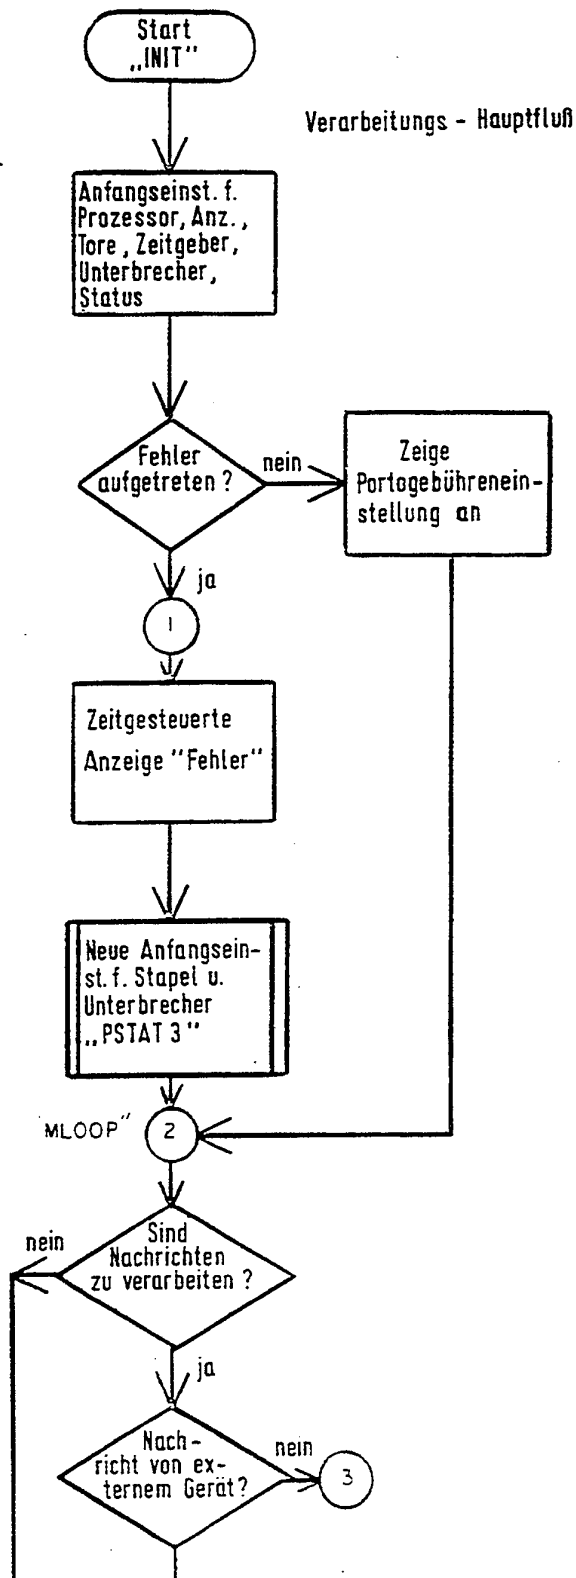 Start
„INIT"
Verarbeitungs - Hauptfluß
Anfangseinst. f.
Prozessor, Anz.,
Tore, Zeitgeber,
Unterbrecher,
Status
Fehler
aufgetreten ?
nein
Zeige
Portogebührenein-
stellung an
ja
1
Zeitgesteuerte
Anzeige "Fehler"
Neue Anfangsein-
st. f. Stapel u.
Unterbrecher
„PSTAT 3"
MLOOP"
2
nein
Sind
Nachrichten
zu verarbeiten ?
ja
Nach-
richt von ex-
ternem Gerät?
nein
3